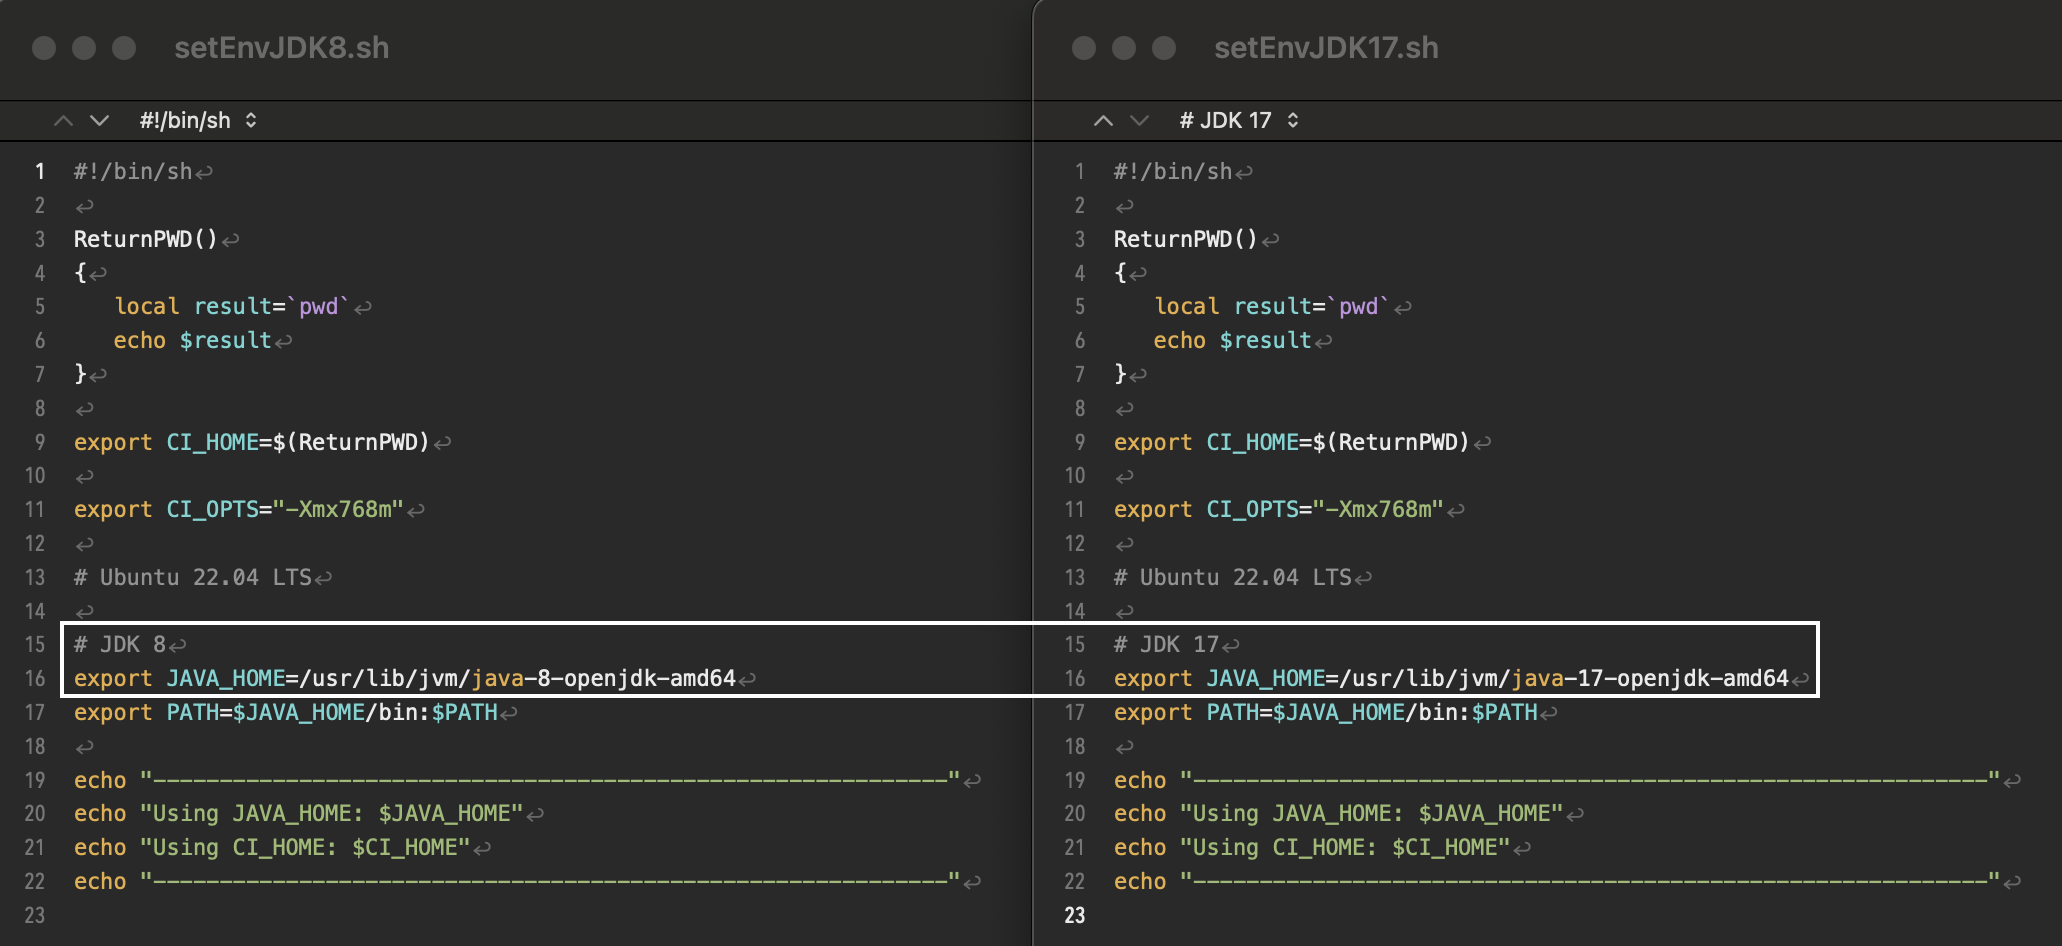 setEnvJDK8.sh
#!/bin/sh
1 #!/bin/sh↩
2 ↩
3 ReturnPWD()↩
4 {↩
5    local result=`pwd`↩
6    echo $result↩
7 }↩
8 ↩
9 export CI_HOME=$(ReturnPWD)↩
10 ↩
11 export CI_OPTS="-Xmx768m"↩
12 ↩
13 # Ubuntu 22.04 LTS↩
14 ↩
15 # JDK 8↩
16 export JAVA_HOME=/usr/lib/jvm/java-8-openjdk-amd64↩
17 export PATH=$JAVA_HOME/bin:$PATH↩
18 ↩
19 echo "------------------------------------------------------------"↩
20 echo "Using JAVA_HOME: $JAVA_HOME"↩
21 echo "Using CI_HOME: $CI_HOME"↩
22 echo "------------------------------------------------------------"↩
23
setEnvJDK17.sh
# JDK 17
1 #!/bin/sh↩
2 ↩
3 ReturnPWD()↩
4 {↩
5    local result=`pwd`↩
6    echo $result↩
7 }↩
8 ↩
9 export CI_HOME=$(ReturnPWD)↩
10 ↩
11 export CI_OPTS="-Xmx768m"↩
12 ↩
13 # Ubuntu 22.04 LTS↩
14 ↩
15 # JDK 17↩
16 export JAVA_HOME=/usr/lib/jvm/java-17-openjdk-amd64↩
17 export PATH=$JAVA_HOME/bin:$PATH↩
18 ↩
19 echo "------------------------------------------------------------"↩
20 echo "Using JAVA_HOME: $JAVA_HOME"↩
21 echo "Using CI_HOME: $CI_HOME"↩
22 echo "------------------------------------------------------------"↩
23